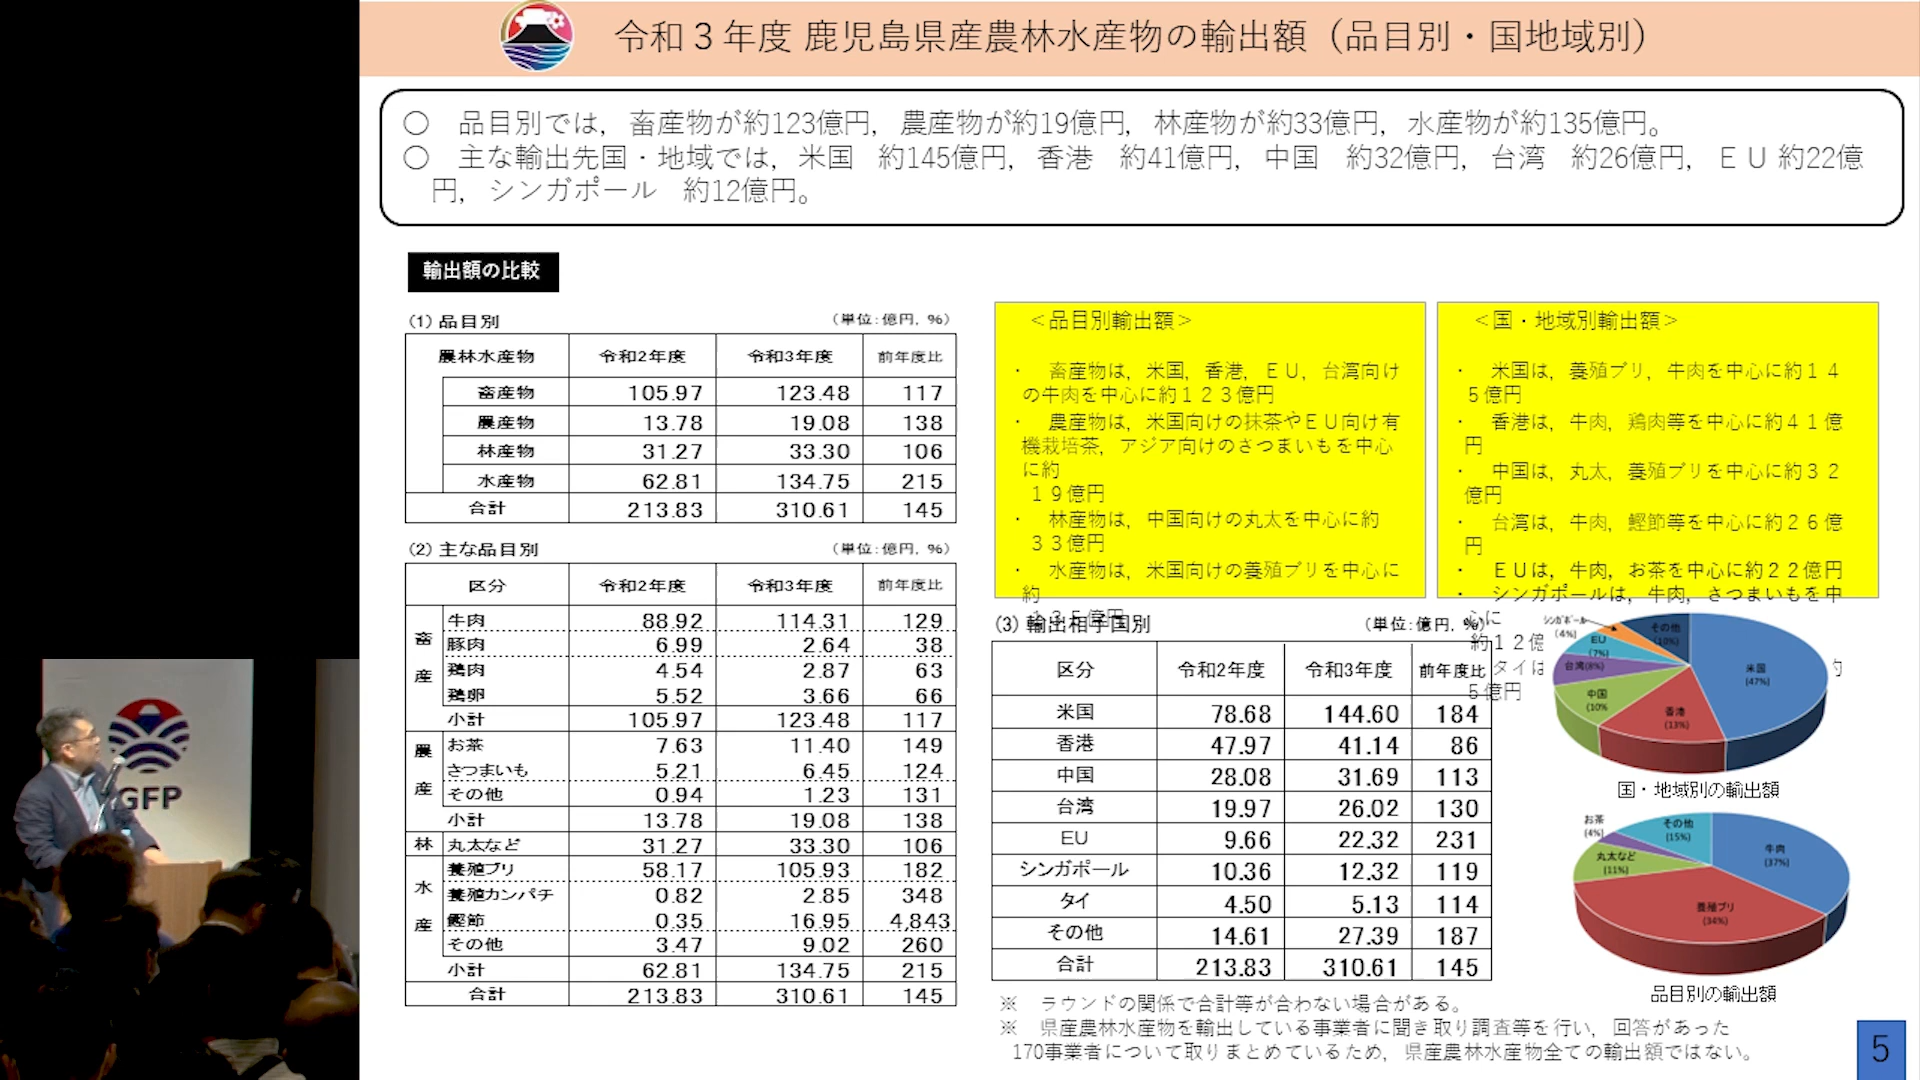 令和３年度 鹿児島県産農林水産物の輸出額（品目別・国地域別）
○　品目別では，畜産物が約123億円，農産物が約19億円，林産物が約33億円，水産物が約135億円。
○　主な輸出先国・地域では，米国　約145億円，香港　約41億円，中国　約32億円，台湾　約26億円，ＥＵ 約22億
円，シンガポール　約12億円。
輸出額の比較
(1) 品目別　（単位：億円，％）
農林水産物　令和2年度　令和3年度　前年度比
畜産物　105.97　123.48　117
農産物　13.78　19.08　138
林産物　31.27　33.30　106
水産物　62.81　134.75　215
合計　213.83　310.61　145
(2) 主な品目別　（単位：億円，％）
区分　令和2年度　令和3年度　前年度比
畜産
牛肉　88.92　114.31　129
豚肉　6.99　2.64　38
鶏肉　4.54　2.87　63
鶏卵　5.52　3.66　66
小計　105.97　123.48　117
農産
お茶　7.63　11.40　149
さつまいも　5.21　6.45　124
その他　0.94　1.23　131
小計　13.78　19.08　138
林　丸太など　31.27　33.30　106
水産
養殖ブリ　58.17　105.93　182
養殖カンパチ　0.82　2.85　348
鰹節　0.35　16.95　4,843
その他　3.47　9.02　260
小計　62.81　134.75　215
合計　213.83　310.61　145
＜品目別輸出額＞
・　畜産物は，米国，香港，ＥＵ，台湾向け
の牛肉を中心に約１２３億円
・　農産物は，米国向けの抹茶やＥＵ向け有
機栽培茶，アジア向けのさつまいもを中心
に約
１９億円
・　林産物は，中国向けの丸太を中心に約
３３億円
・　水産物は，米国向けの養殖ブリを中心に
約
＜国・地域別輸出額＞
・　米国は，養殖ブリ，牛肉を中心に約１４
５億円
・　香港は，牛肉，鶏肉等を中心に約４１億
円
・　中国は，丸太，養殖ブリを中心に約３２
億円
・　台湾は，牛肉，鰹節等を中心に約２６億
円
・　ＥＵは，牛肉，お茶を中心に約２２億円
・　シンガポールは，牛肉，さつまいもを中
心に
約１２億
タイは　約
５億円
(3) 輸出相手国別　（単位：億円，％）
区分　令和2年度　令和3年度　前年度比
米国　78.68　144.60　184
香港　47.97　41.14　86
中国　28.08　31.69　113
台湾　19.97　26.02　130
EU　9.66　22.32　231
シンガポール　10.36　12.32　119
タイ　4.50　5.13　114
その他　14.61　27.39　187
合計　213.83　310.61　145
※　ラウンドの関係で合計等が合わない場合がある。
※　県産農林水産物を輸出している事業者に聞き取り調査等を行い，回答があった
170事業者について取りまとめているため，県産農林水産物全ての輸出額ではない。
シンガポール
(4%)
その他
(10%)
EU
(7%)
台湾(8%)
中国
(10%
香港
(13%)
米国
(47%)
国・地域別の輸出額
お茶
(4%)
その他
(15%)
丸太など
(11%)
牛肉
(37%)
養殖ブリ
(34%)
品目別の輸出額
5
GFP